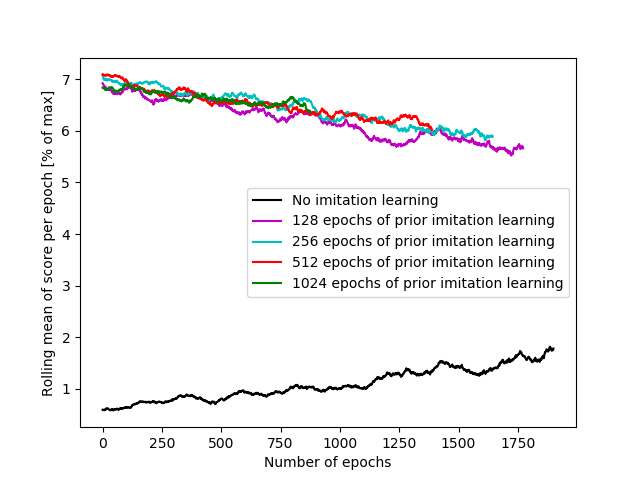 Rolling mean of score per epoch [% of max]
7
6
5
4
3
2
1
No imitation learning
128 epochs of prior imitation learning
256 epochs of prior imitation learning
512 epochs of prior imitation learning
1024 epochs of prior imitation learning
0 250 500 750 1000 1250 1500 1750
Number of epochs